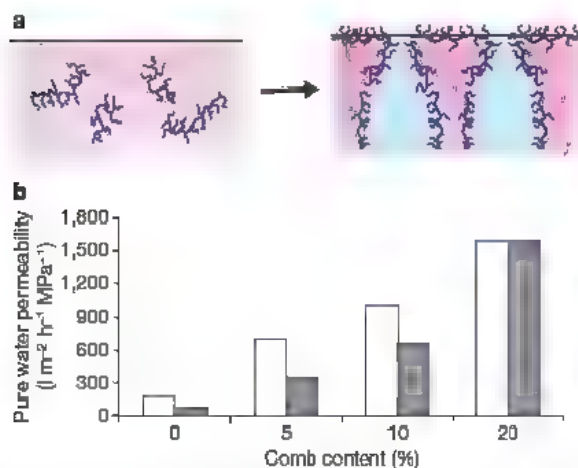 a
b
Pure water permeability
(l m⁻² hr⁻¹ MPa⁻¹)
1,800
1,500
1,200
900
600
300
0
0 5 10 20
Comb content (%)